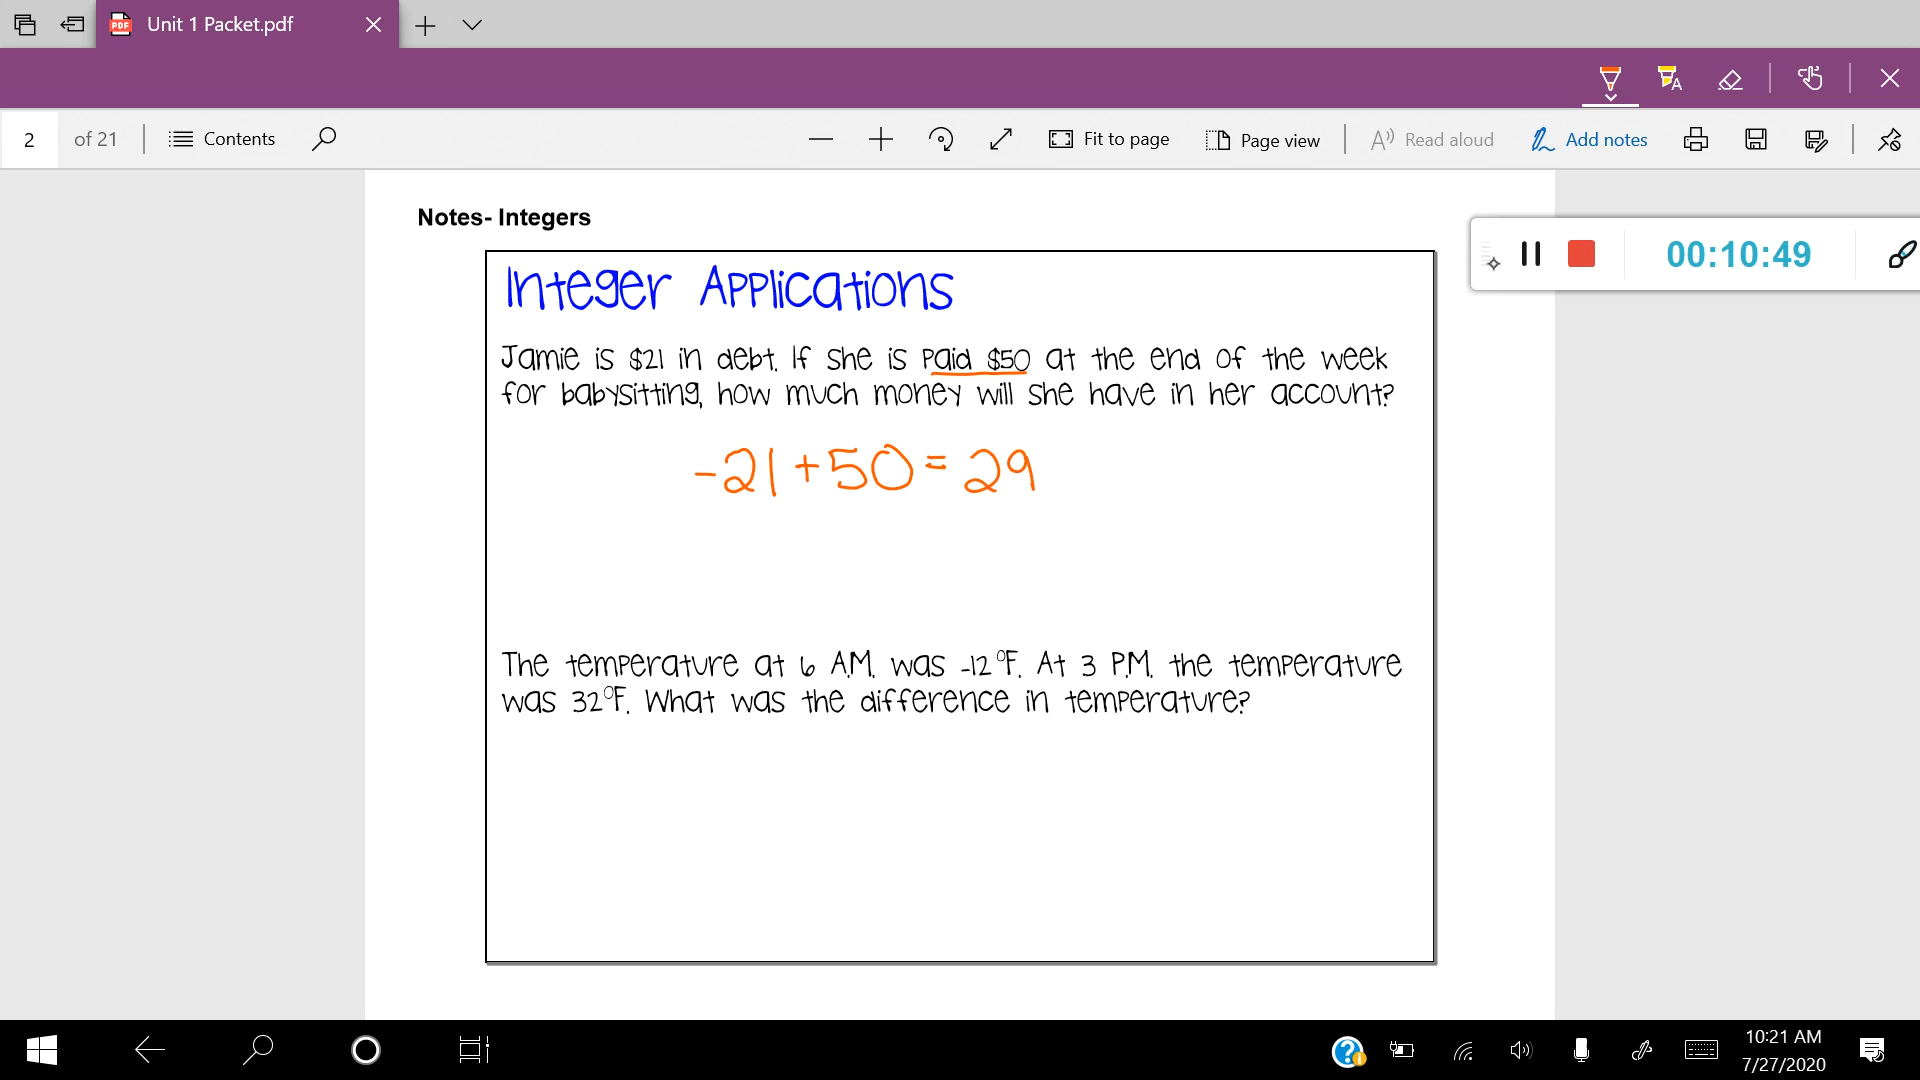 Unit 1 Packet.pdf
2 of 21 Contents Fit to page Page view Read aloud Add notes
Notes- Integers
00:10:49
Integer Applications
Jamie is $21 in debt. If she is paid $50 at the end of the week
for babysitting, how much money will she have in her account?
-21+50=29
The temperature at 6 A.M. was -12°F. At 3 P.M. the temperature
was 32°F. What was the difference in temperature?
10:21 AM
7/27/2020